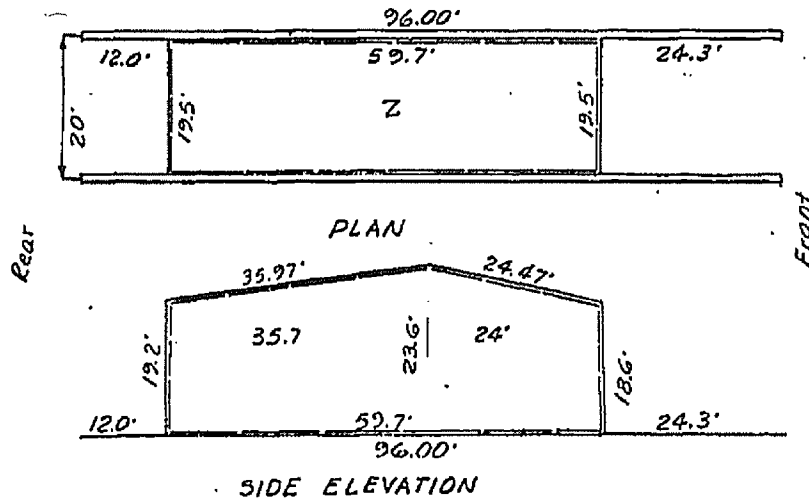 96.00'
12.0' 59.7' 24.3'
20' 19.5' Z 19.5'
PLAN
Rear
Front
35.97' 24.47'
19.2' 35.7 23.6' 24' 18.6'
12.0' 59.7' 24.3'
96.00'
SIDE ELEVATION